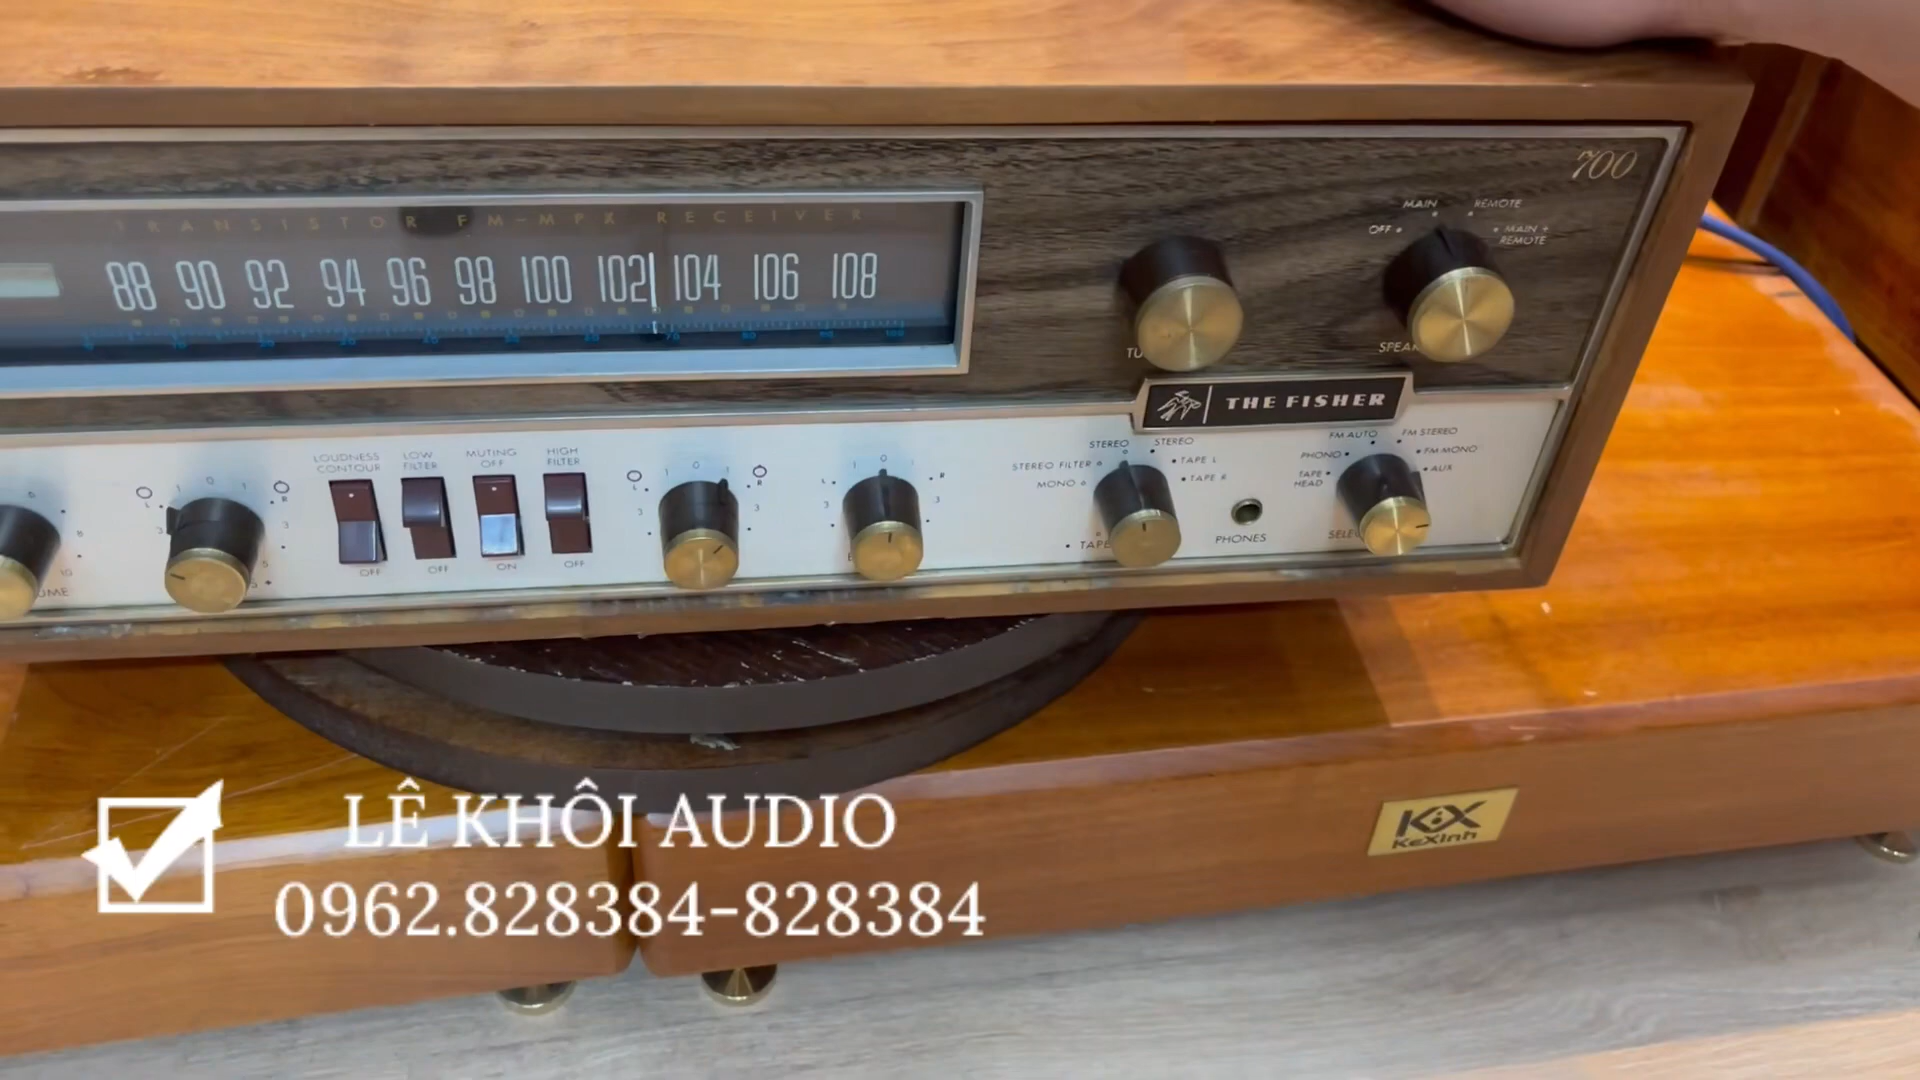 700
MAIN REMOTE
OFF MAIN +
REMOTE
TRANSISTOR FM-MPX RECEIVER
88 90 92 94 96 98 100 102 104 106 108
THE FISHER
LOUDNESS CONTOUR
LOW FILTER
MUTING OFF
HIGH FILTER
OFF OFF ON OFF
STEREO STEREO
STEREO FILTER TAPE L
MONO TAPE R
PHONES
FM AUTO FM STEREO
PHONO FM MONO
TAPE HEAD AUX
KX
KeXinh
LÊ KHÔI AUDIO
0962.828384-828384